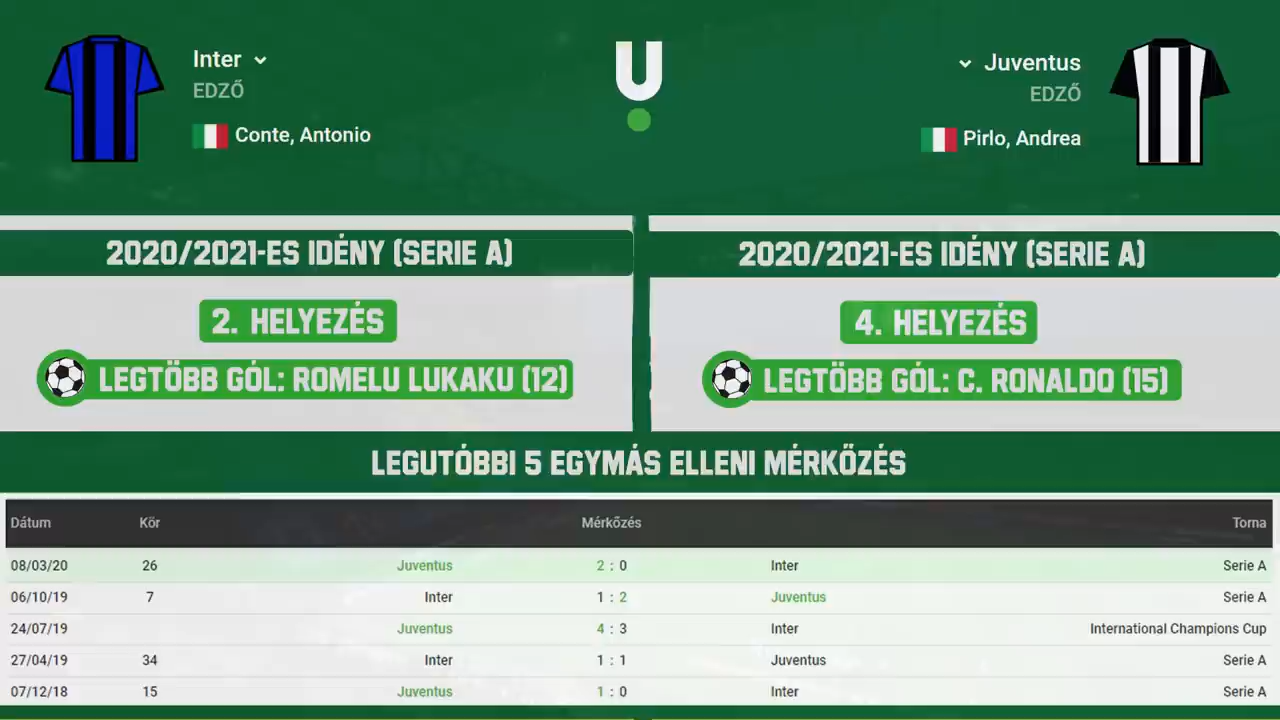 Inter
EDZŐ
Conte, Antonio
U
Juventus
EDZŐ
Pirlo, Andrea
2020/2021-ES IDÉNY (SERIE A)
2. HELYEZÉS
LEGTÖBB GÓL: ROMELU LUKAKU (12)
2020/2021-ES IDÉNY (SERIE A)
4. HELYEZÉS
LEGTÖBB GÓL: C. RONALDO (15)
LEGUTÓBBI 5 EGYMÁS ELLENI MÉRKŐZÉS
Dátum Kör Mérkőzés Torna
08/03/20 26 Juventus 2 : 0 Inter Serie A
06/10/19 7 Inter 1 : 2 Juventus Serie A
24/07/19 Juventus 4 : 3 Inter International Champions Cup
27/04/19 34 Inter 1 : 1 Juventus Serie A
07/12/18 15 Juventus 1 : 0 Inter Serie A